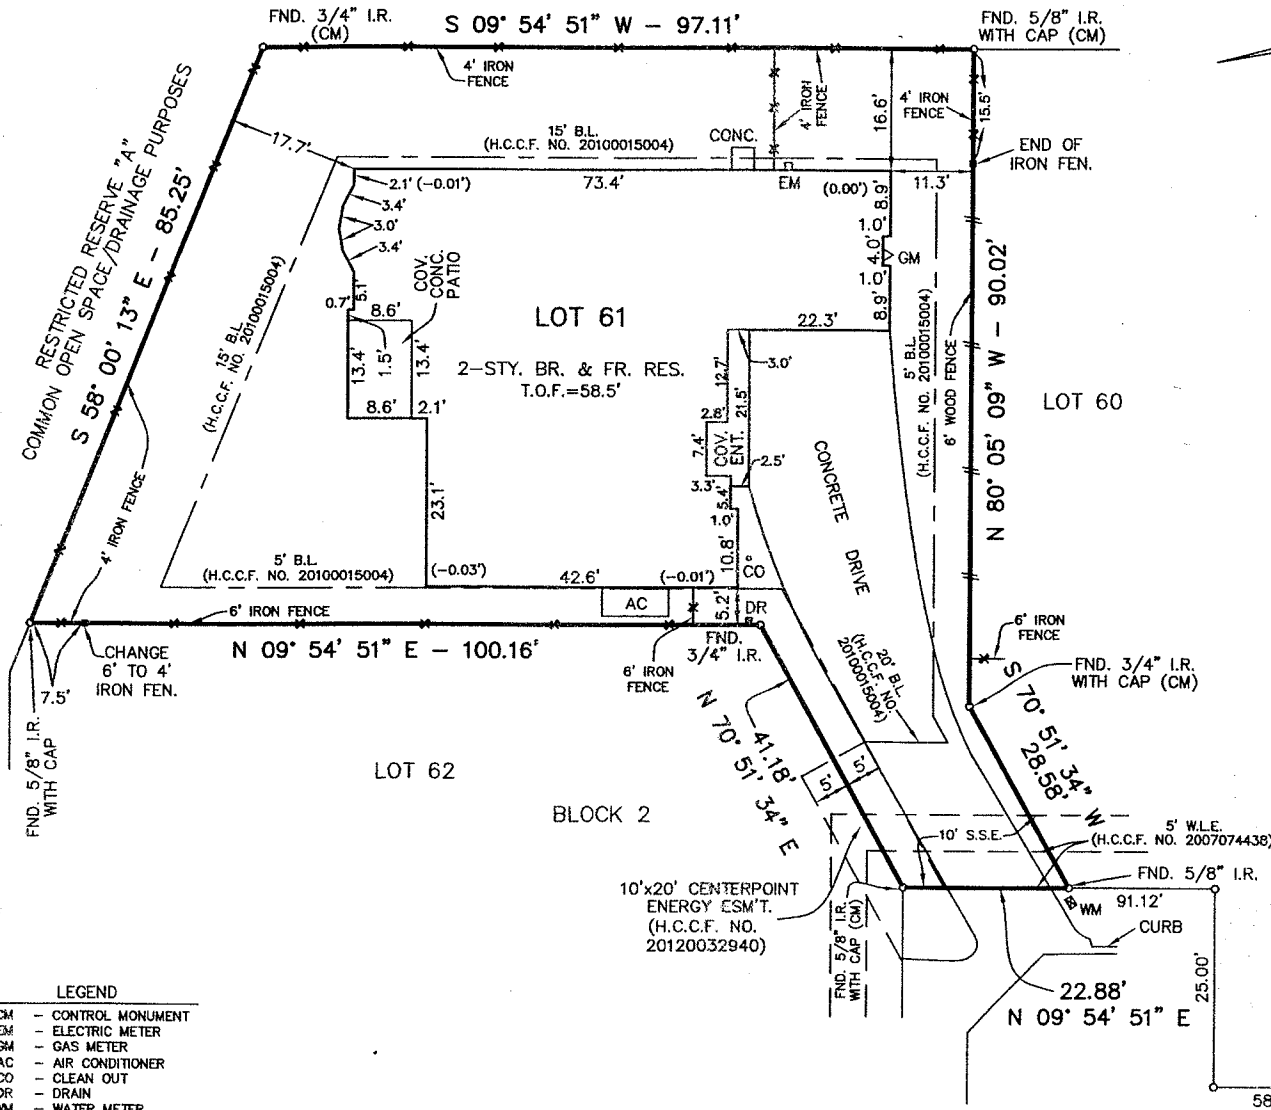 FND. 3/4" I.R.
(CM)
S 09° 54' 51" W - 97.11'
FND. 5/8" I.R.
WITH CAP (CM)
4' IRON
FENCE
4' IRON
FENCE
16.6'
4' IRON
FENCE
15.5'
END OF
IRON FEN.
RESTRICTED RESERVE "A"
COMMON OPEN SPACE/DRAINAGE PURPOSES
S 58° 00' 13" E - 85.25'
17.7'
15' B.L.
(H.C.C.F. NO. 20100015004)
CONC.
73.4'
EM
(0.00')
11.3'
2.1' (-0.01')
3.4'
3.0'
3.4'
5.1'
0.7'
8.6'
COV.
CONC.
PATIO
13.4'
1.5'
13.4'
8.6'
2.1'
8.9'
1.0'
4.0'
GM
1.0'
8.9'
LOT 61
2-STY. BR. & FR. RES.
T.O.F.=58.5'
22.3'
3.0'
12.7'
21.5'
2.8'
7.4'
COV.
ENT.
2.5'
3.3'
5.4'
1.0'
10.8'
CO
CONCRETE DRIVE
5' B.L.
(H.C.C.F. NO. 20100015004)
6' WOOD FENCE
N 80° 05' 09" W - 90.02'
LOT 60
15' B.L.
(H.C.C.F. NO. 20100015004)
4' IRON FENCE
23.1'
5' B.L.
(H.C.C.F. NO. 20100015004)
(-0.03')
42.6'
(-0.01')
AC
5.2'
DR
6' IRON FENCE
N 09° 54' 51" E - 100.16'
FND.
3/4" I.R.
6' IRON
FENCE
CHANGE
6' TO 4'
IRON FEN.
7.5'
FND. 5/8" I.R.
WITH CAP
6' IRON
FENCE
FND. 3/4" I.R.
WITH CAP (CM)
20' B.L.
(H.C.C.F. NO.
20100015004)
S 70° 51' 34" W
28.58'
LOT 62
41.18'
N 70° 51' 34" E
5'
5'
BLOCK 2
10' S.S.E.
5' W.L.E.
(H.C.C.F. NO. 2007074438)
FND. 5/8" I.R.
10'x20' CENTERPOINT
ENERGY ESM'T.
(H.C.C.F. NO.
20120032940)
FND. 5/8" I.R.
WITH CAP (CM)
WM
91.12'
CURB
22.88'
N 09° 54' 51" E
25.00'
58
LEGEND
CM - CONTROL MONUMENT
EM - ELECTRIC METER
GM - GAS METER
AC - AIR CONDITIONER
CO - CLEAN OUT
DR - DRAIN
WM - WATER METER